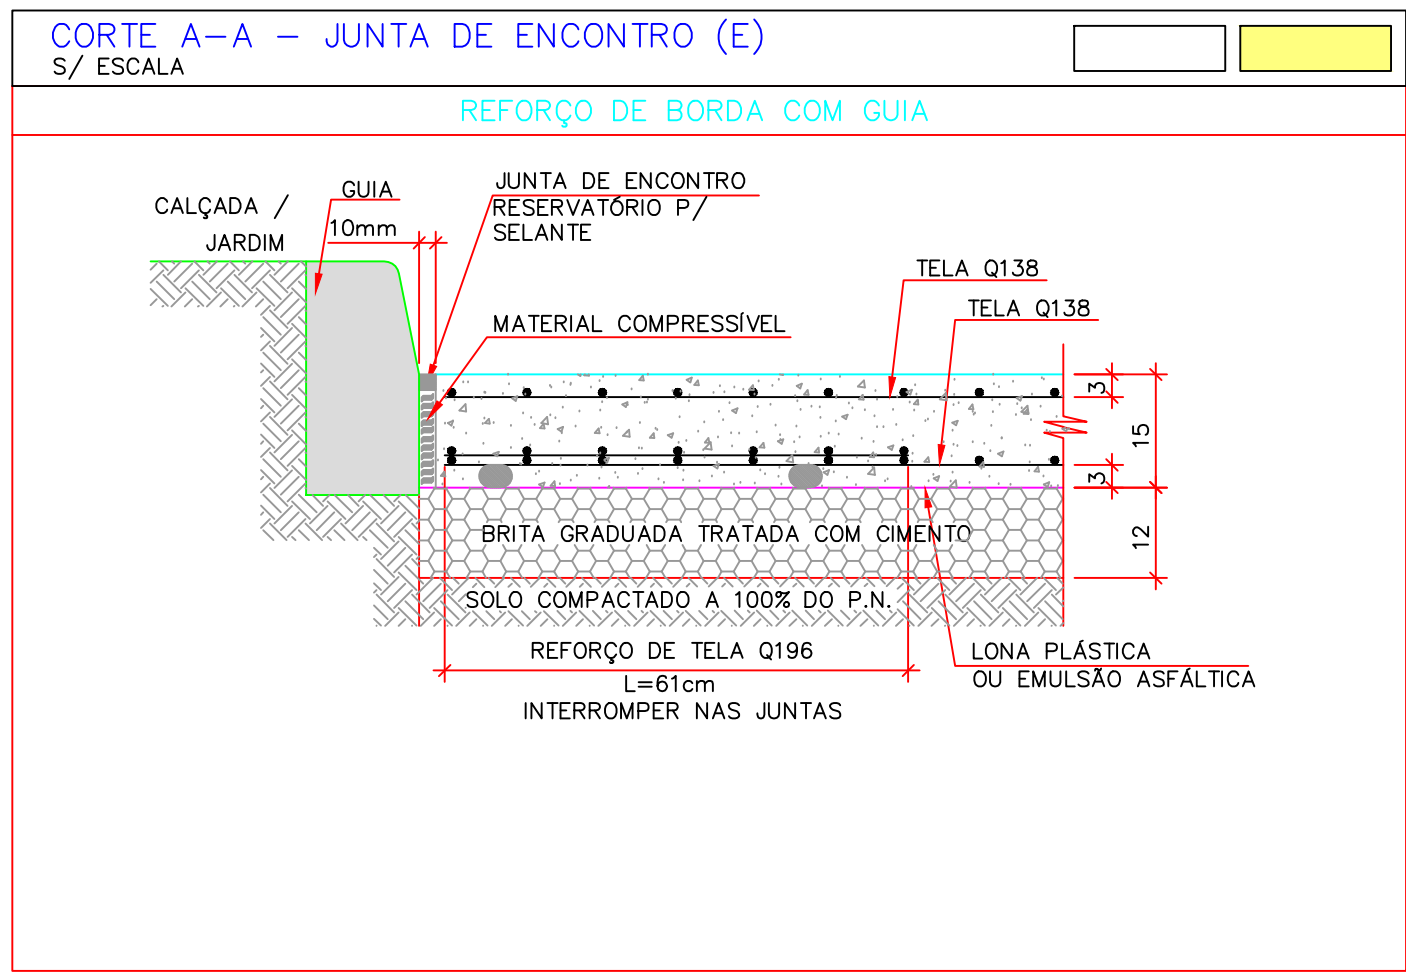 CORTE A-A - JUNTA DE ENCONTRO (E)
S/ ESCALA
REFORÇO DE BORDA COM GUIA
CALÇADA /
JARDIM
GUIA
10mm
JUNTA DE ENCONTRO
RESERVATÓRIO P/
SELANTE
MATERIAL COMPRESSÍVEL
TELA Q138
TELA Q138
3
15
3
12
BRITA GRADUADA TRATADA COM CIMENTO
SOLO COMPACTADO A 100% DO P.N.
REFORÇO DE TELA Q196
L=61cm
INTERROMPER NAS JUNTAS
LONA PLÁSTICA
OU EMULSÃO ASFÁLTICA